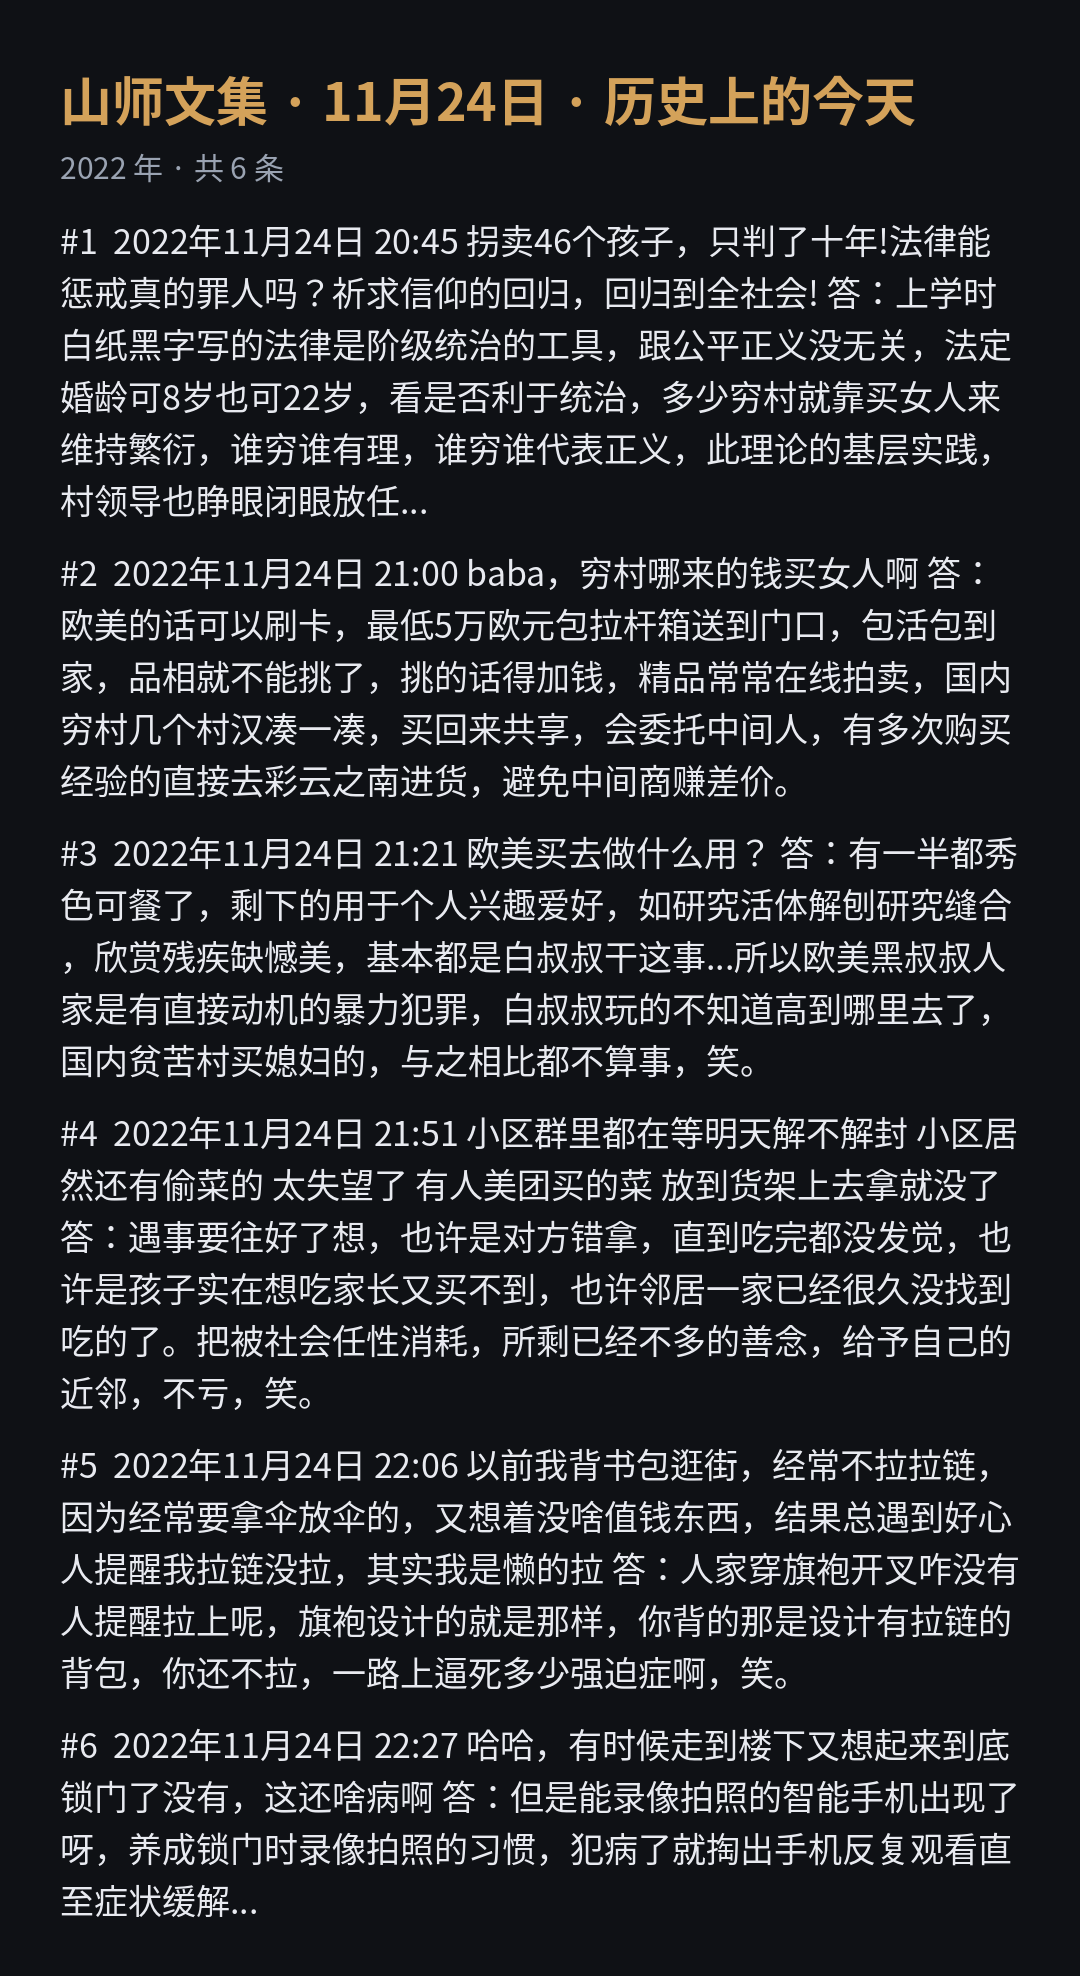 山师文集 · 11月24日 · 历史上的今天
2022 年 · 共 6 条
#1 2022年11月24日 20:45 拐卖46个孩子，只判了十年!法律能
惩戒真的罪人吗？祈求信仰的回归，回归到全社会! 答：上学时
白纸黑字写的法律是阶级统治的工具，跟公平正义没无关，法定
婚龄可8岁也可22岁，看是否利于统治，多少穷村就靠买女人来
维持繁衍，谁穷谁有理，谁穷谁代表正义，此理论的基层实践，
村领导也睁眼闭眼放任...
#2 2022年11月24日 21:00 baba，穷村哪来的钱买女人啊 答：
欧美的话可以刷卡，最低5万欧元包拉杆箱送到门口，包活包到
家，品相就不能挑了，挑的话得加钱，精品常常在线拍卖，国内
穷村几个村汉凑一凑，买回来共享，会委托中间人，有多次购买
经验的直接去彩云之南进货，避免中间商赚差价。
#3 2022年11月24日 21:21 欧美买去做什么用？ 答：有一半都秀
色可餐了，剩下的用于个人兴趣爱好，如研究活体解刨研究缝合
，欣赏残疾缺憾美，基本都是白叔叔干这事...所以欧美黑叔叔人
家是有直接动机的暴力犯罪，白叔叔玩的不知道高到哪里去了，
国内贫苦村买媳妇的，与之相比都不算事，笑。
#4 2022年11月24日 21:51 小区群里都在等明天解不解封 小区居
然还有偷菜的 太失望了 有人美团买的菜 放到货架上去拿就没了
答：遇事要往好了想，也许是对方错拿，直到吃完都没发觉，也
许是孩子实在想吃家长又买不到，也许邻居一家已经很久没找到
吃的了。把被社会任性消耗，所剩已经不多的善念，给予自己的
近邻，不亏，笑。
#5 2022年11月24日 22:06 以前我背书包逛街，经常不拉拉链，
因为经常要拿伞放伞的，又想着没啥值钱东西，结果总遇到好心
人提醒我拉链没拉，其实我是懒的拉 答：人家穿旗袍开叉咋没有
人提醒拉上呢，旗袍设计的就是那样，你背的那是设计有拉链的
背包，你还不拉，一路上逼死多少强迫症啊，笑。
#6 2022年11月24日 22:27 哈哈，有时候走到楼下又想起来到底
锁门了没有，这还啥病啊 答：但是能录像拍照的智能手机出现了
呀，养成锁门时录像拍照的习惯，犯病了就掏出手机反复观看直
至症状缓解...